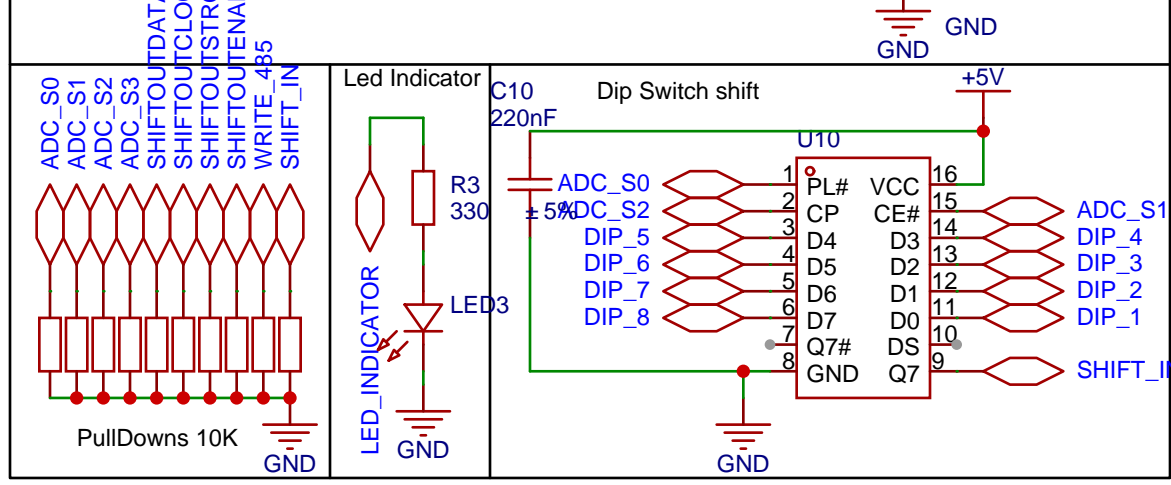 GND
GND
ADC_S0
ADC_S1
ADC_S2
ADC_S3
SHIFTOUTDATA
WRITE_485
SHIFT_IN
PullDowns 10K
GND
Led Indicator
R3
330
LED3
LED_INDICATOR
GND
Dip Switch shift
C10
220nF
±5%
+5V
U10
ADC_S0
1
PL#
VCC
16
ADC_S2
2
CP
CE#
15
ADC_S1
DIP_5
3
D4
D3
14
DIP_4
DIP_6
4
D5
D2
13
DIP_3
DIP_7
5
D6
D1
12
DIP_2
DIP_8
6
D7
D0
11
DIP_1
7
Q7#
DS
10
8
GND
Q7
9
GND